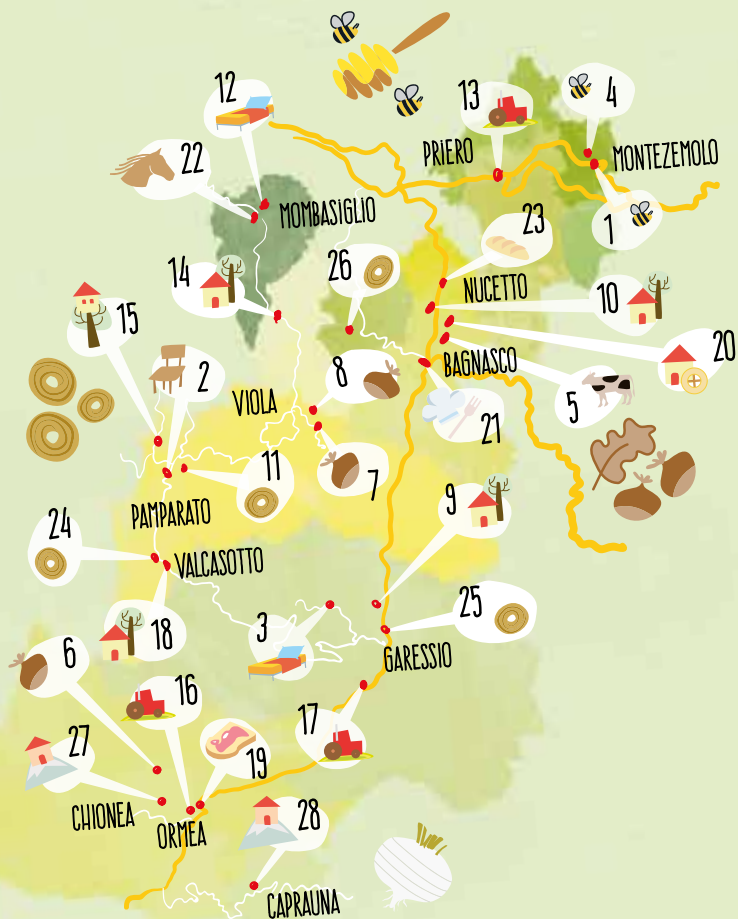 12
13
4
PRIERO
MONTEZEMOLO
22
MOMBASIGLIO
23
1
14
26
NUCETTO
10
15
20
2
8
BAGNASCO
VIOLA
5
21
11
7
9
PAMPARATO
24
VALCASOTTO
25
3
18
6
GARESSIO
16
17
27
19
CHIONEA
ORMEA
28
CAPRAUNA